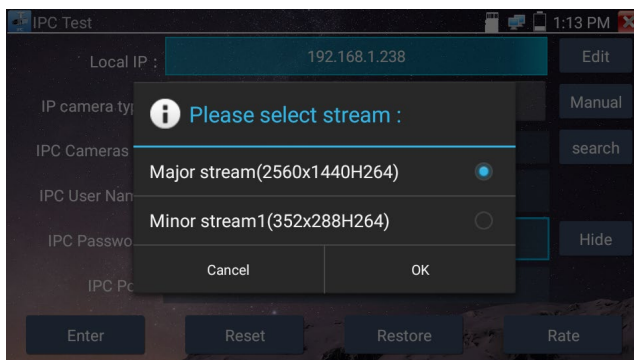 IPC Test
1:13 PM
Local IP :
192.168.1.238
Edit
IP camera typ
Manual
IPC Cameras
search
IPC User Nam
IPC Passwo
Hide
IPC Po
Please select stream :
Major stream(2560x1440H264)
Minor stream1(352x288H264)
Cancel
OK
Enter
Reset
Restore
Rate